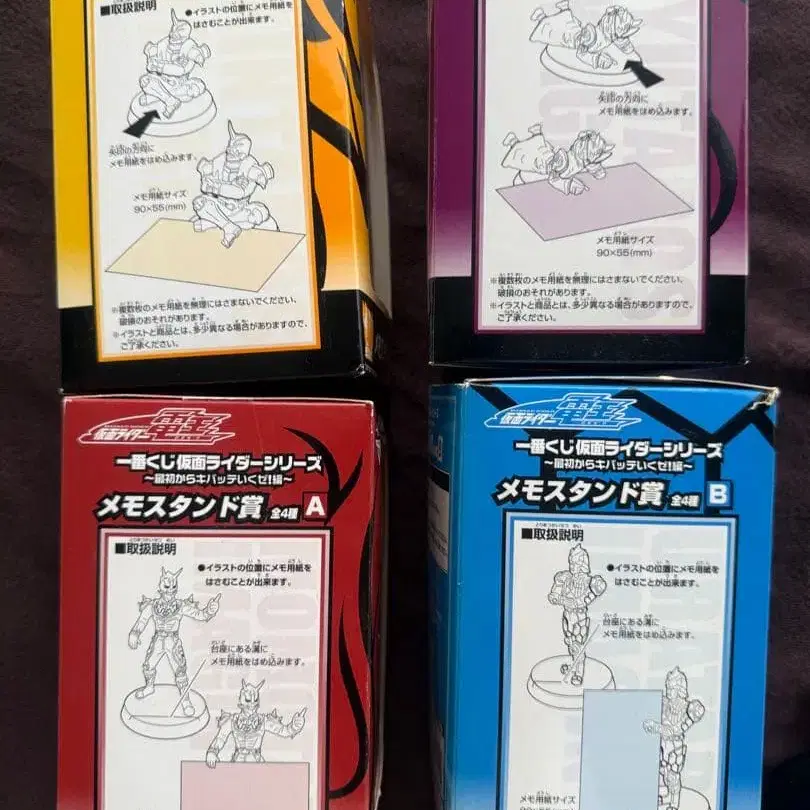 ■取扱説明
●イラストの位置にメモ用紙を
はさむことが出来ます。
矢印の方向に
メモ用紙をはめ込みます。
メモ用紙サイズ
90×55(mm)
※複数枚のメモ用紙を無理にはさまないでください、
破損のおそれがあります。
※イラストと商品とは、多少異なる場合がありますので、
ご了承ください。
矢印の方向に
メモ用紙をはめ込みます。
メモ用紙サイズ
90×55(mm)
※複数枚のメモ用紙を無理にはさまないでください、
破損のおそれがあります。
※イラストと商品とは、多少異なる場合がありますので、
ご了承ください。
仮面ライダー電王
一番くじ仮面ライダーシリーズ
～最初からキバッテいくゼ!編～
メモスタンド賞 全4種 A
■取扱説明
●イラストの位置にメモ用紙を
はさむことが出来ます。
台座にある溝に
メモ用紙をはめ込みます。
仮面ライダー電王
一番くじ仮面ライダーシリーズ
～最初からキバッテいくゼ!編～
メモスタンド賞 全4種 B
■取扱説明
●イラストの位置にメモ用紙を
はさむことが出来ます。
台座にある溝に
メモ用紙をはめ込みます。
メモ用紙サイズ